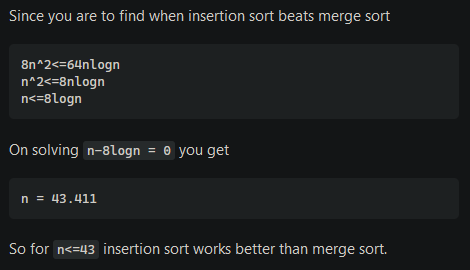 Since you are to find when insertion sort beats merge sort
8n^2<=64nlogn
n^2<=8nlogn
n<=8logn
On solving n-8logn = 0 you get
n = 43.411
So for n<=43 insertion sort works better than merge sort.